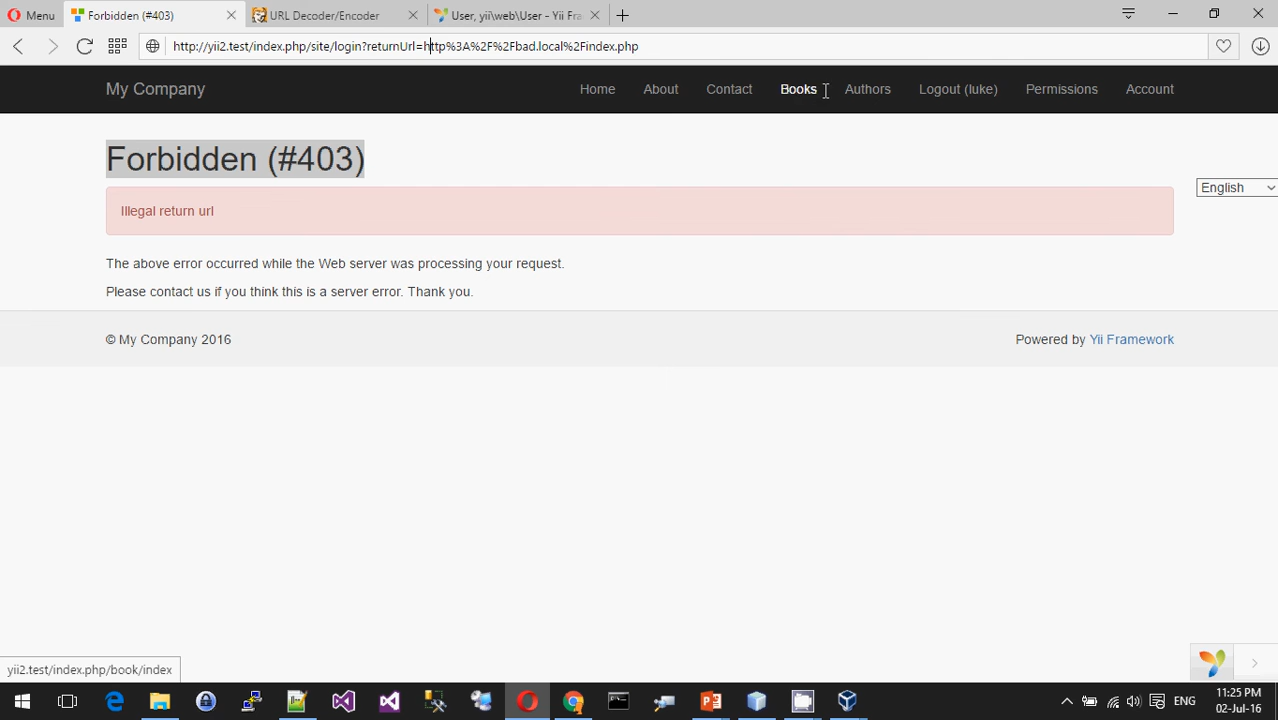 Menu
Forbidden (#403)
URL Decoder/Encoder
User, yii\web\User - Yii Fra
http://yii2.test/index.php/site/login?returnUrl=http%3A%2F%2Fbad.local%2Findex.php
My Company
Home
About
Contact
Books
Authors
Logout (luke)
Permissions
Account
Forbidden (#403)
English
Illegal return url
The above error occurred while the Web server was processing your request.
Please contact us if you think this is a server error. Thank you.
© My Company 2016
Powered by Yii Framework
yii2.test/index.php/book/index
ENG
11:25 PM
02-Jul-16